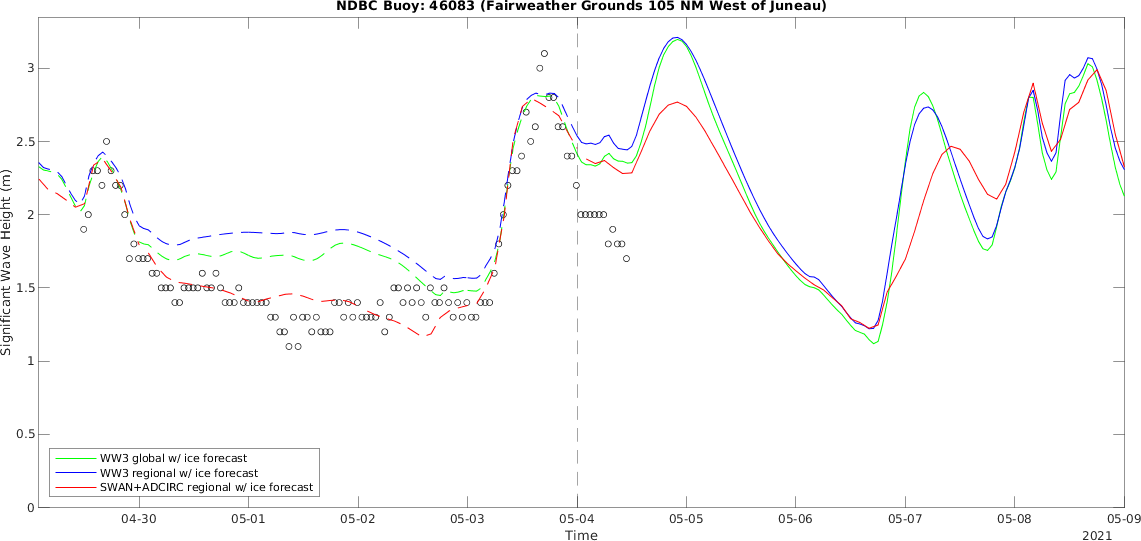 NDBC Buoy: 46083 (Fairweather Grounds 105 NM West of Juneau)
Significant Wave Height (m)
3
2.5
2
1.5
1
0.5
0
WW3 global w/ ice forecast
WW3 regional w/ ice forecast
SWAN+ADCIRC regional w/ ice forecast
04-30 05-01 05-02 05-03 05-04 05-05 05-06 05-07 05-08 05-09
Time
2021